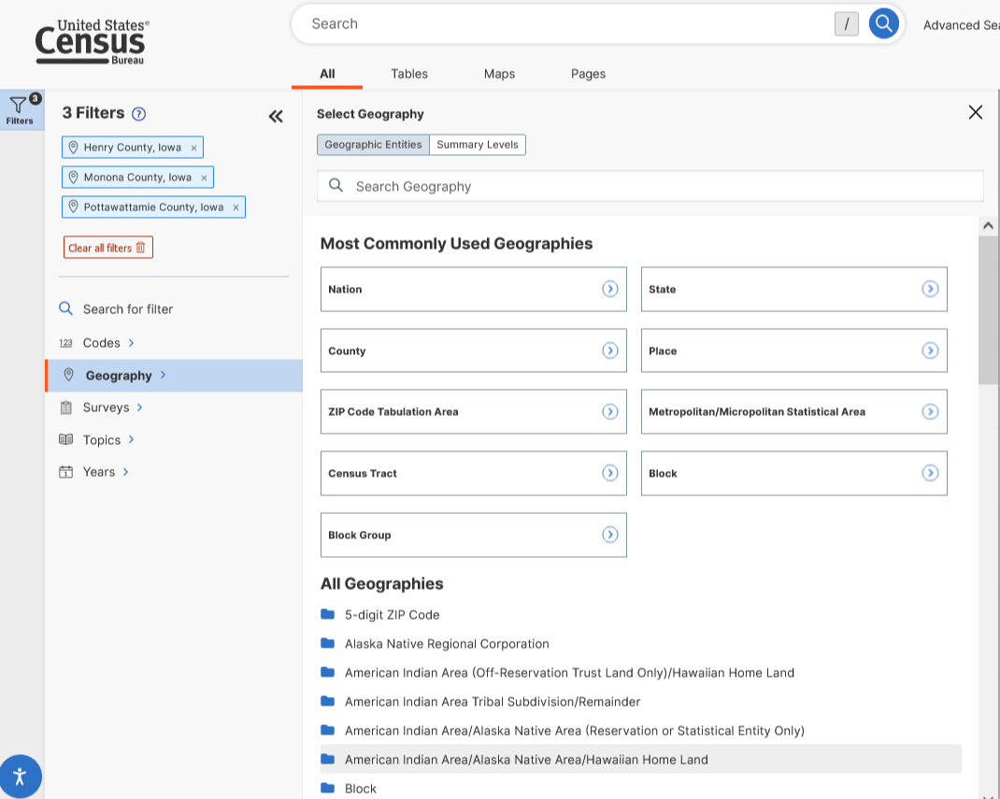 United States®
Census
Bureau
Search
/
Advanced Sea
All
Tables
Maps
Pages
3
Filters
3 Filters ?
Henry County, Iowa ×
Monona County, Iowa ×
Pottawattamie County, Iowa ×
Clear all filters
Search for filter
123 Codes
Geography
Surveys
Topics
1 Years
Select Geography
Geographic Entities
Summary Levels
Search Geography
Most Commonly Used Geographies
Nation
State
County
Place
ZIP Code Tabulation Area
Metropolitan/Micropolitan Statistical Area
Census Tract
Block
Block Group
All Geographies
5-digit ZIP Code
Alaska Native Regional Corporation
American Indian Area (Off-Reservation Trust Land Only)/Hawaiian Home Land
American Indian Area Tribal Subdivision/Remainder
American Indian Area/Alaska Native Area (Reservation or Statistical Entity Only)
American Indian Area/Alaska Native Area/Hawaiian Home Land
Block